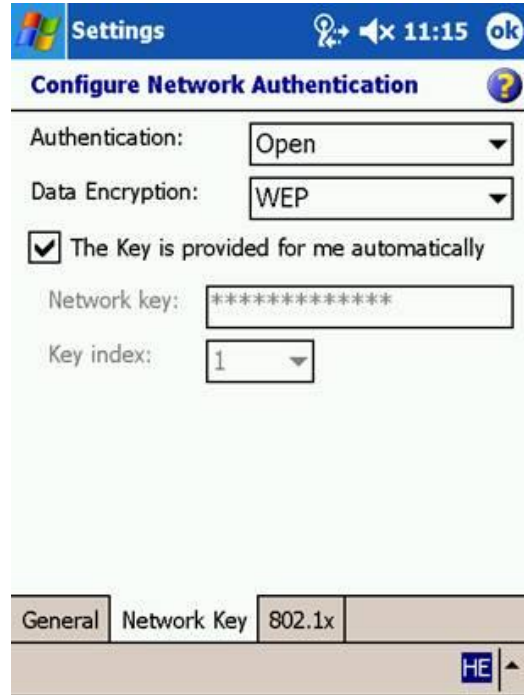 Settings 11:15 ok
Configure Network Authentication ?
Authentication: Open
Data Encryption: WEP
The Key is provided for me automatically
Network key: *************
Key index: 1
General Network Key 802.1x
HE